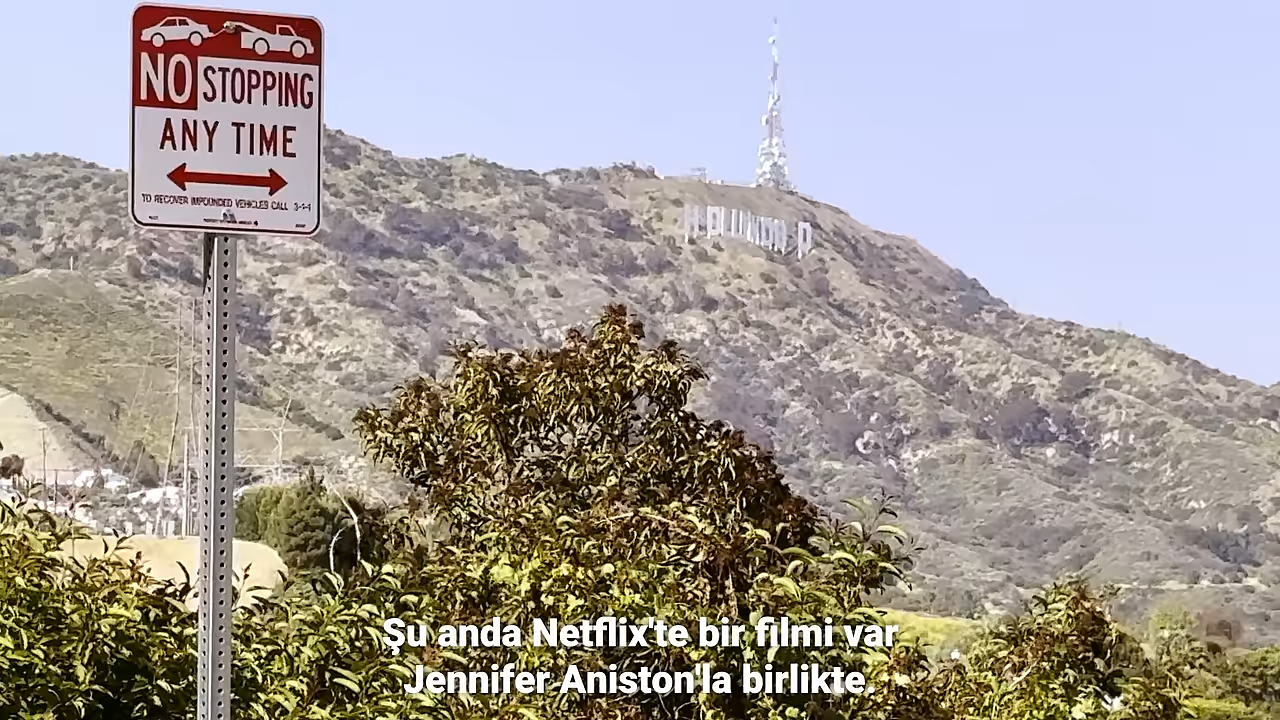 NO STOPPING
ANY TIME
TO RECOVER IMPOUNDED VEHICLES CALL 3-1-1
Şu anda Netflix'te bir filmi var
Jennifer Aniston'la birlikte.